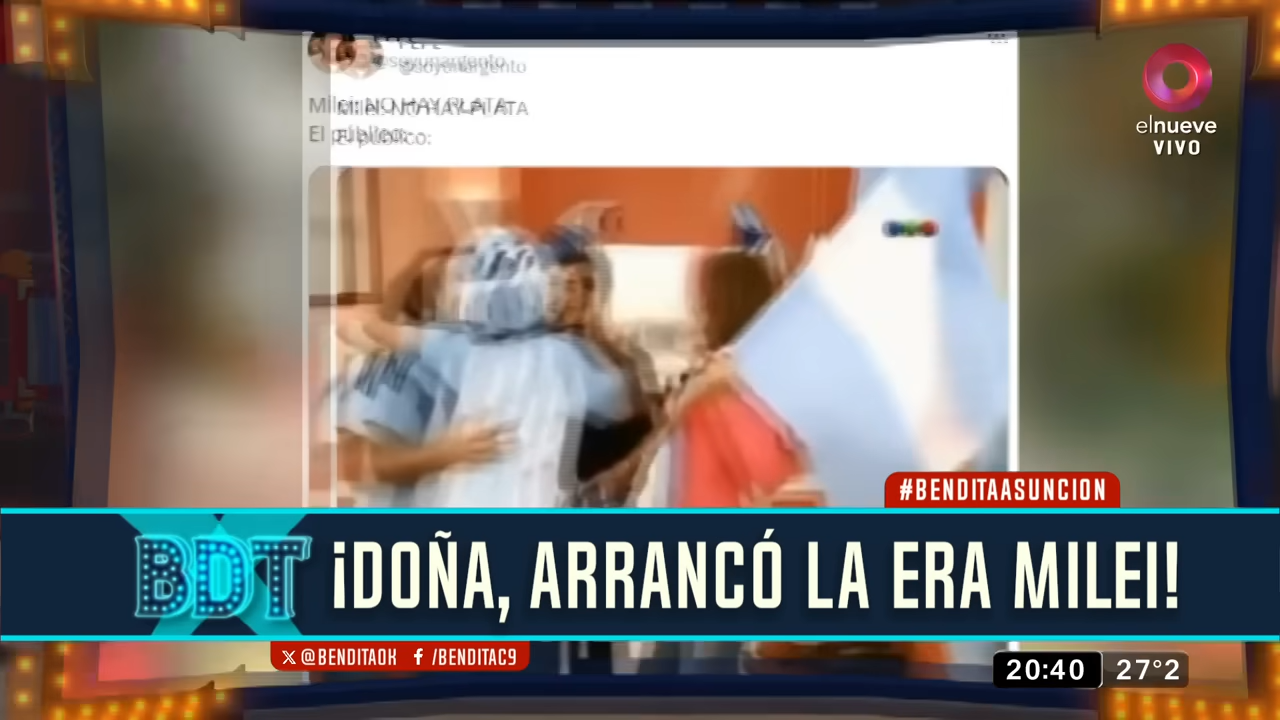 @soyunargento
Milei: NO HAY PLATA
El público:
elnueve
VIVO
#BENDITAASUNCION
BDT
¡DOÑA, ARRANCÓ LA ERA MILEI!
@BENDITAOK f /BENDITAC9
20:40 27°2